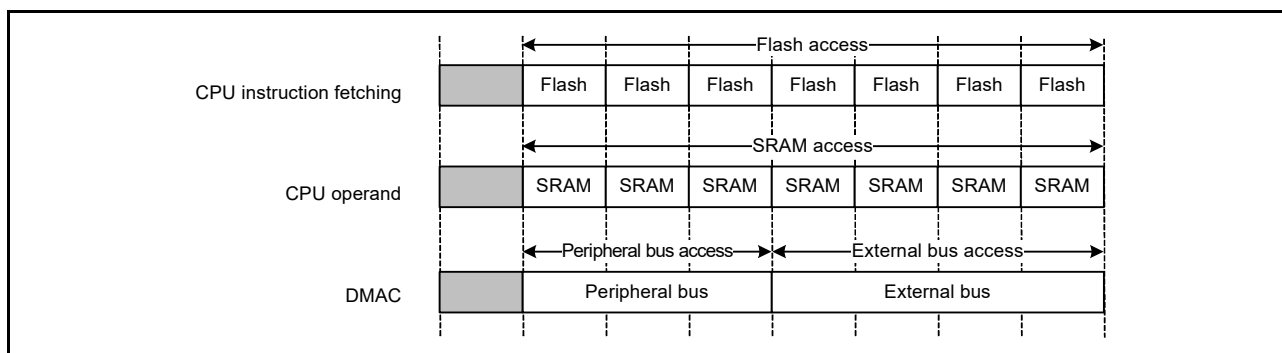 Flash access
CPU instruction fetching Flash Flash Flash Flash Flash Flash Flash
SRAM access
CPU operand SRAM SRAM SRAM SRAM SRAM SRAM SRAM
Peripheral bus access External bus access
DMAC Peripheral bus External bus